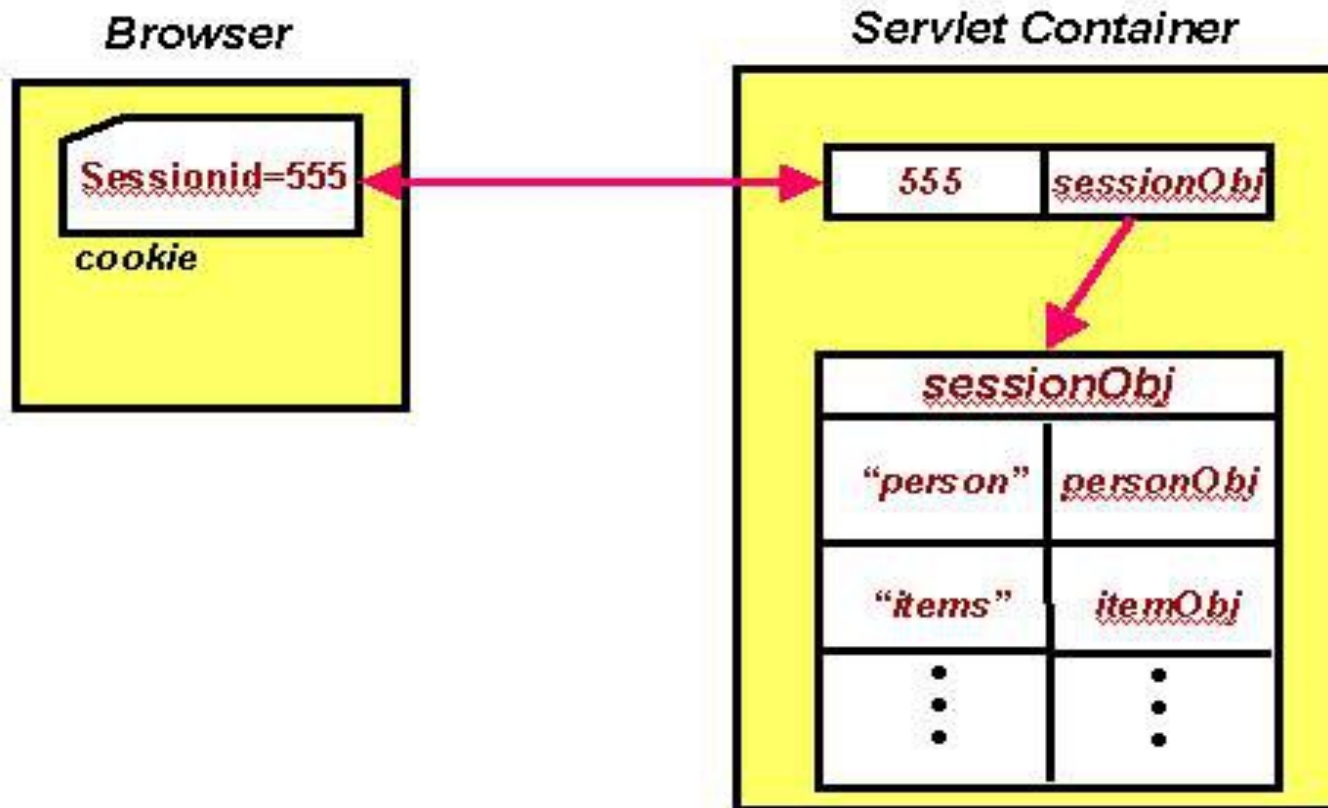 Browser
Servlet Container
Sessionid=555
cookie
555
sessionObj
sessionObj
“person”
personObj
“items”
itemObj